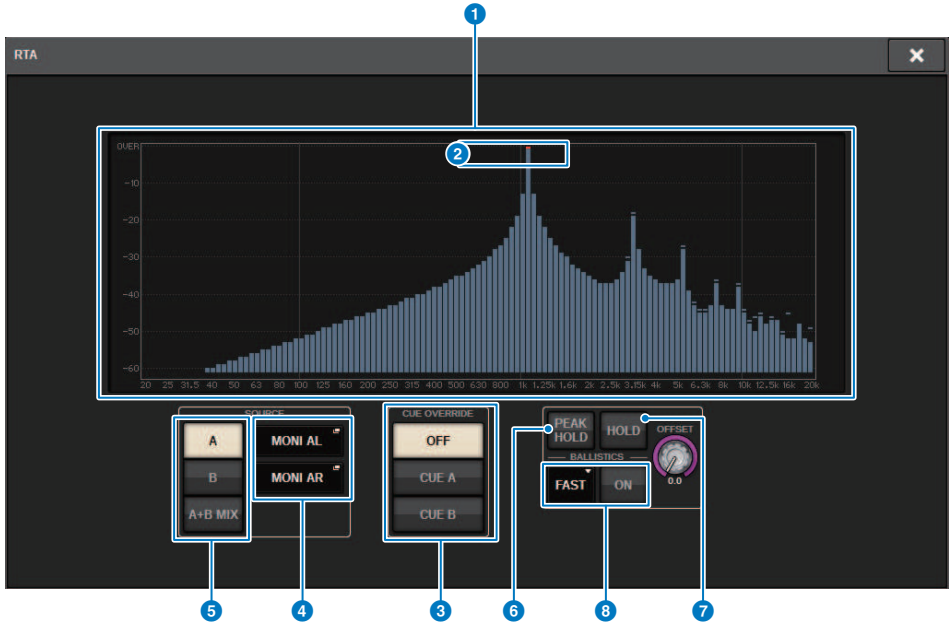 1
RTA
OVER
2
-10
-20
-30
-40
-50
-60
20 25 31.5 40 50 63 80 100 125 160 200 250 315 400 500 630 800 1k 1.25k 1.6k 2k 2.5k 3.15k 4k 5k 6.3k 8k 10k 12.5k 16k 20k
SOURCE
A
B
A+B MIX
MONI AL
MONI AR
CUE OVERRIDE
OFF
CUE A
CUE B
PEAK
HOLD
HOLD
OFFSET
0.0
BALLISTICS
FAST
ON
5 4 3 6 8 7